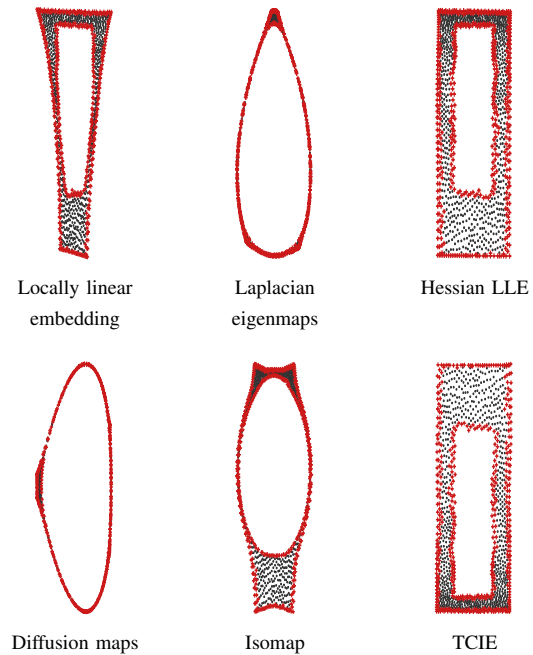 Locally linear
embedding
Laplacian
eigenmaps
Hessian LLE
Diffusion maps
Isomap
TCIE